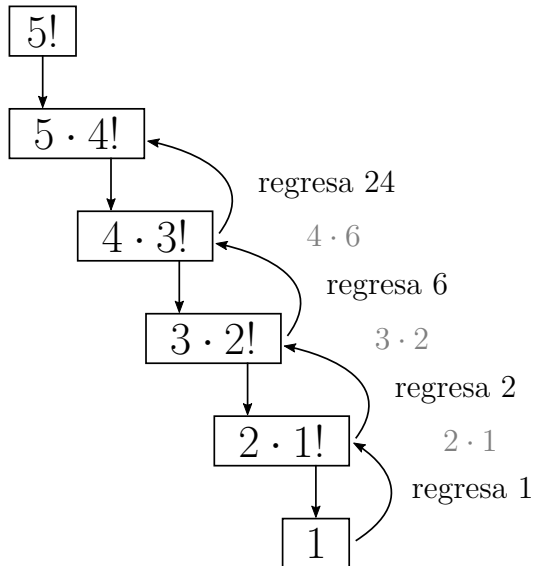 5!
5 · 4!
regresa 24
4 · 3!
4 · 6
regresa 6
3 · 2!
3 · 2
regresa 2
2 · 1!
2 · 1
regresa 1
1